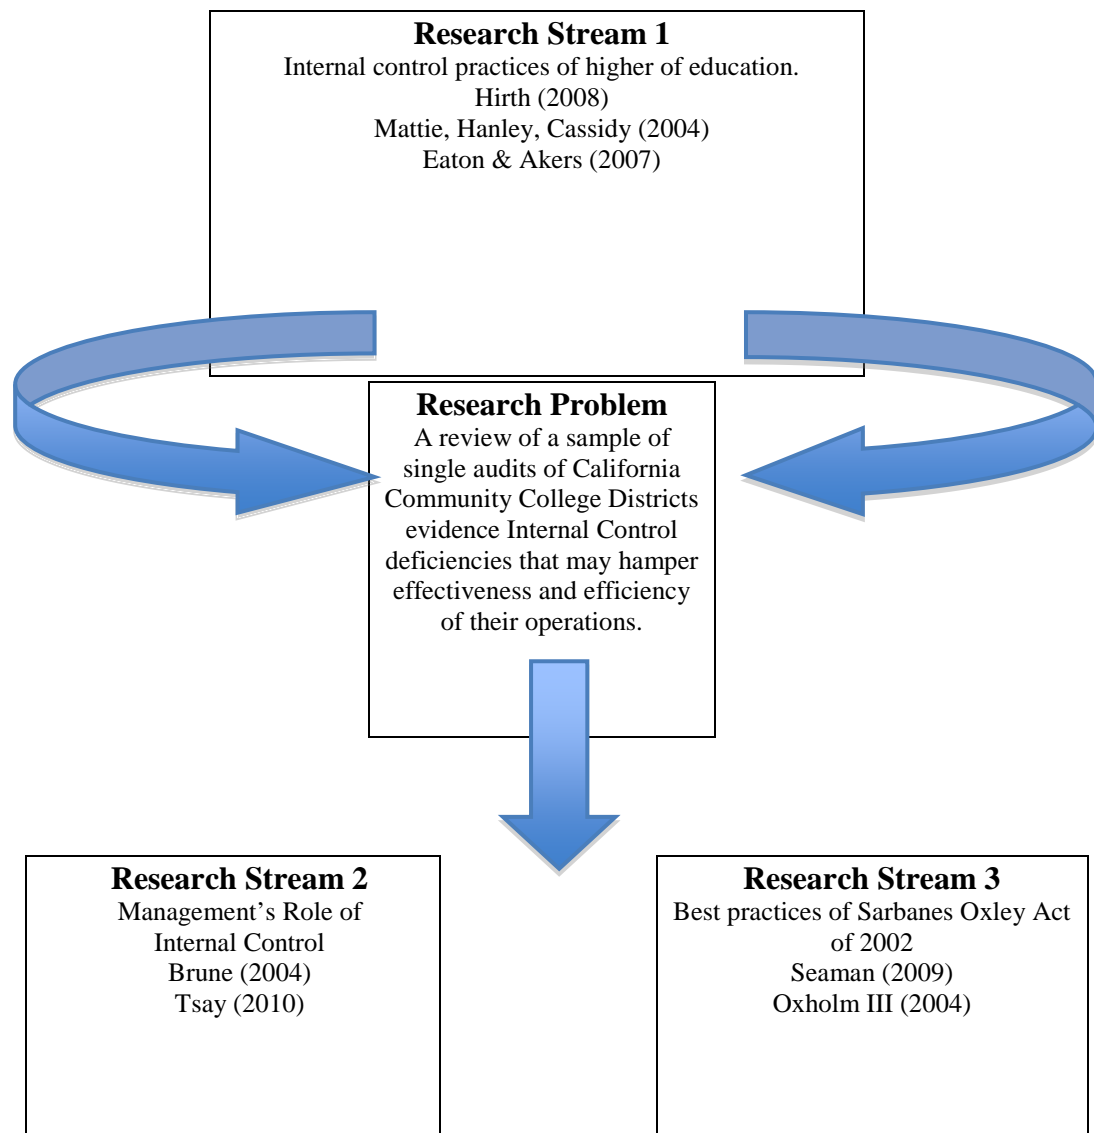 Research Stream 1
Internal control practices of higher of education.
Hirth (2008)
Mattie, Hanley, Cassidy (2004)
Eaton & Akers (2007)
Research Problem
A review of a sample of
single audits of California
Community College Districts
evidence Internal Control
deficiencies that may hamper
effectiveness and efficiency
of their operations.
Research Stream 2
Management’s Role of
Internal Control
Brune (2004)
Tsay (2010)
Research Stream 3
Best practices of Sarbanes Oxley Act
of 2002
Seaman (2009)
Oxholm III (2004)